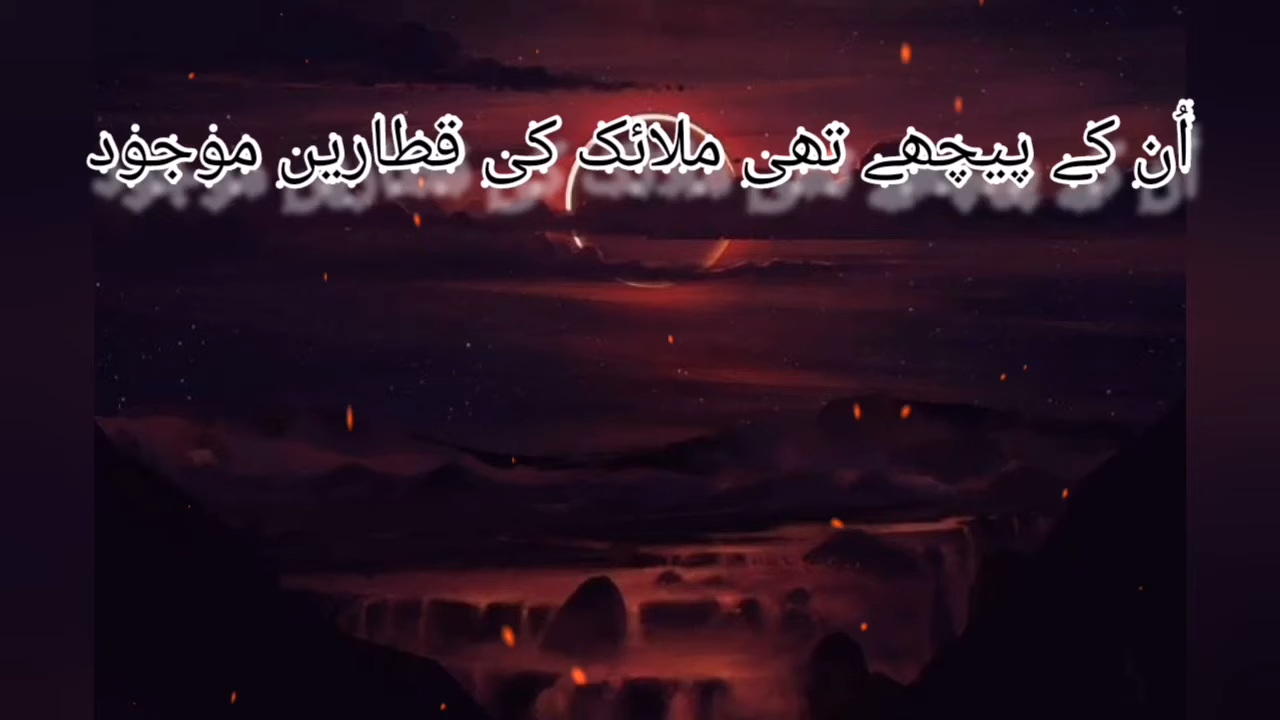 اُن کے پیچھے تھی ملائک کی قطاریں موجود